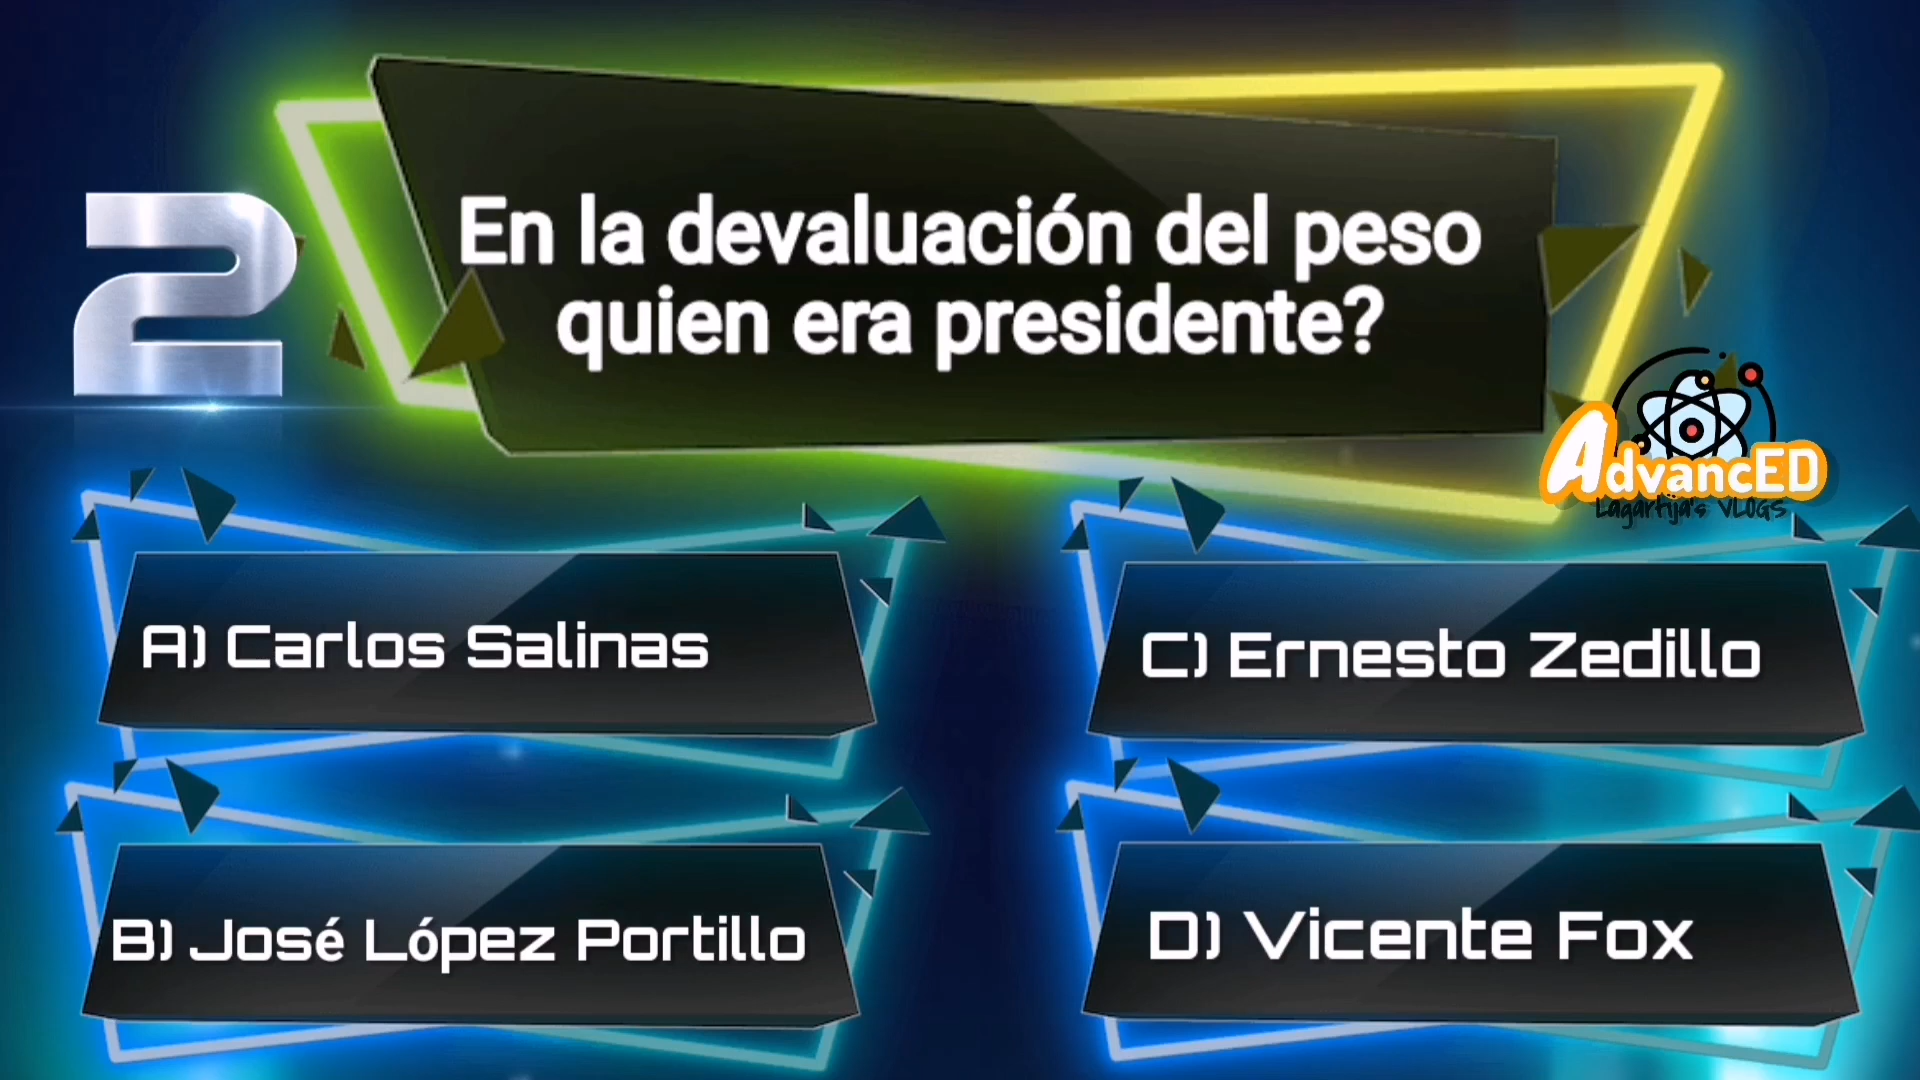 2
En la devaluación del peso
quien era presidente?
AdvancED
Lagartija's VLOGS
A) Carlos Salinas
C) Ernesto Zedillo
B) José López Portillo
D) Vicente Fox